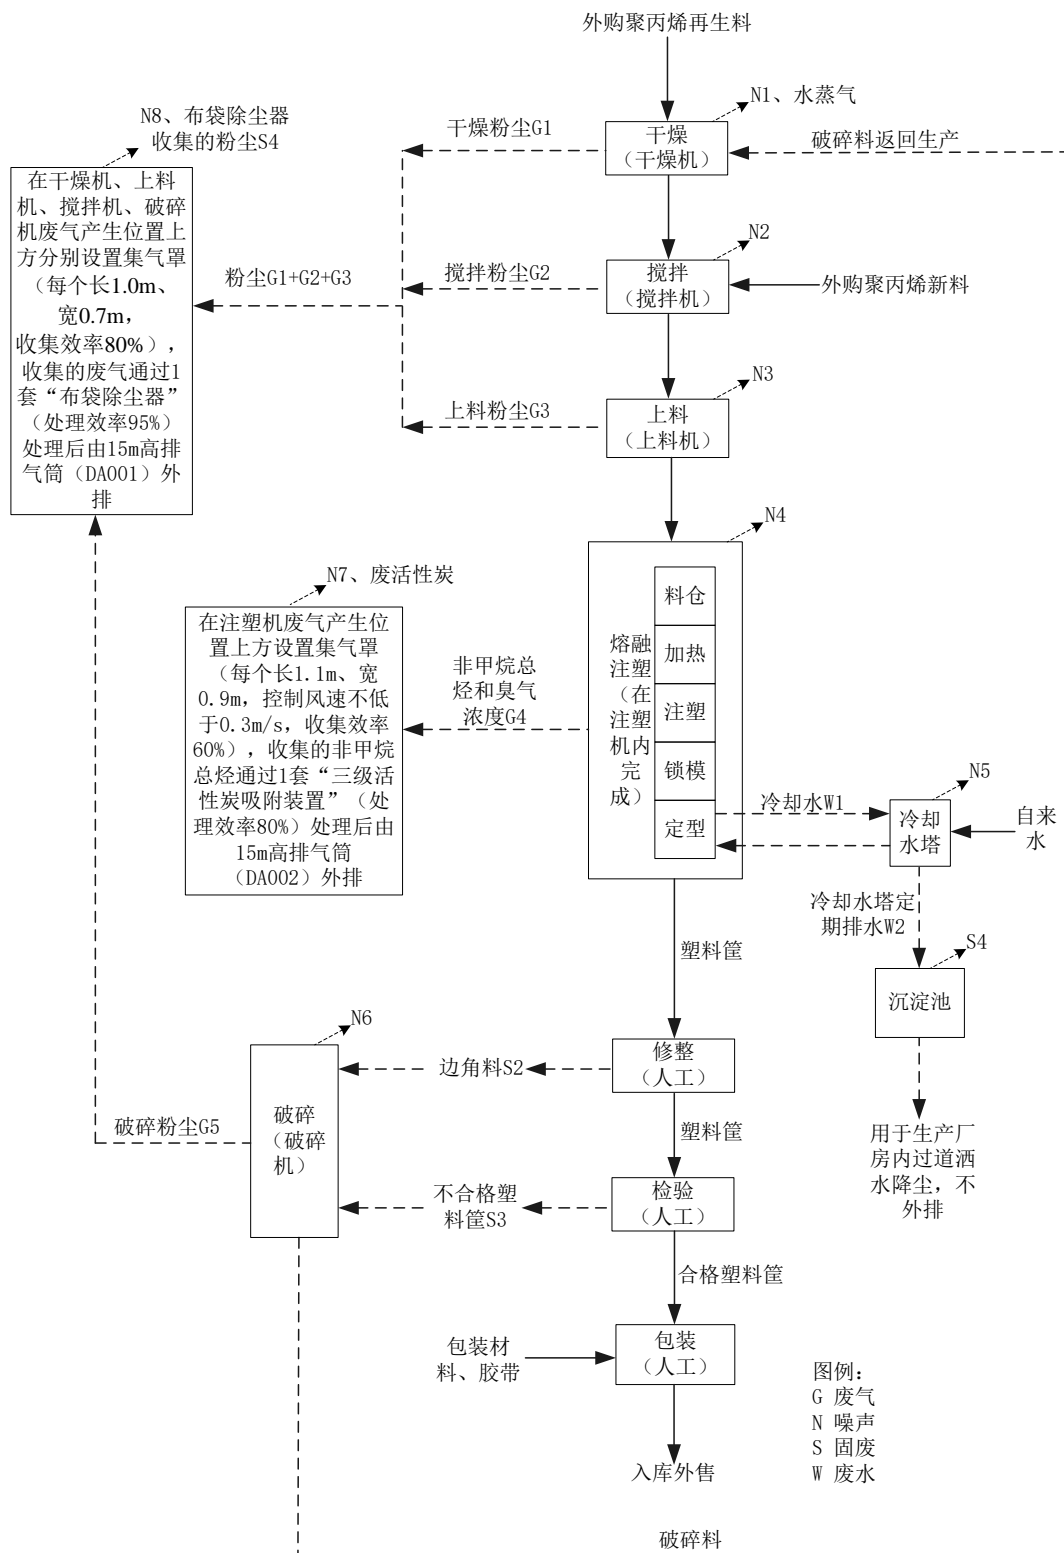 外购聚丙烯再生料
N1、水蒸气
干燥
（干燥机）
破碎料返回生产
干燥粉尘G1
N8、布袋除尘器
收集的粉尘S4
在干燥机、上料
机、搅拌机、破碎
机废气产生位置上
方分别设置集气罩
（每个长1.0m、
宽0.7m，
收集效率80%），
收集的废气通过1
套“布袋除尘器”
（处理效率95%）
处理后由15m高排
气筒（DA001）外
排
粉尘G1+G2+G3
N2
搅拌
（搅拌机）
搅拌粉尘G2
外购聚丙烯新料
N3
上料
（上料机）
上料粉尘G3
N4
熔融
注塑
（在
注塑
机内
完
成）
料仓
加热
注塑
锁模
定型
非甲烷总
烃和臭气
浓度G4
N7、废活性炭
在注塑机废气产生位
置上方设置集气罩
（每个长1.1m、宽
0.9m，控制风速不低
于0.3m/s，收集效率
60%），收集的非甲烷
总烃通过1套“三级活
性炭吸附装置”（处
理效率80%）处理后由
15m高排气筒
（DA002）外排
冷却水W1
N5
冷却
水塔
自来
水
冷却水塔定
期排水W2
S4
沉淀池
用于生产厂
房内过道洒
水降尘，不
外排
塑料筐
修整
（人工）
边角料S2
N6
破碎
（破碎
机）
破碎粉尘G5
塑料筐
检验
（人工）
不合格塑
料筐S3
合格塑料筐
包装
（人工）
包装材
料、胶带
入库外售
图例：
G 废气
N 噪声
S 固废
W 废水
破碎料